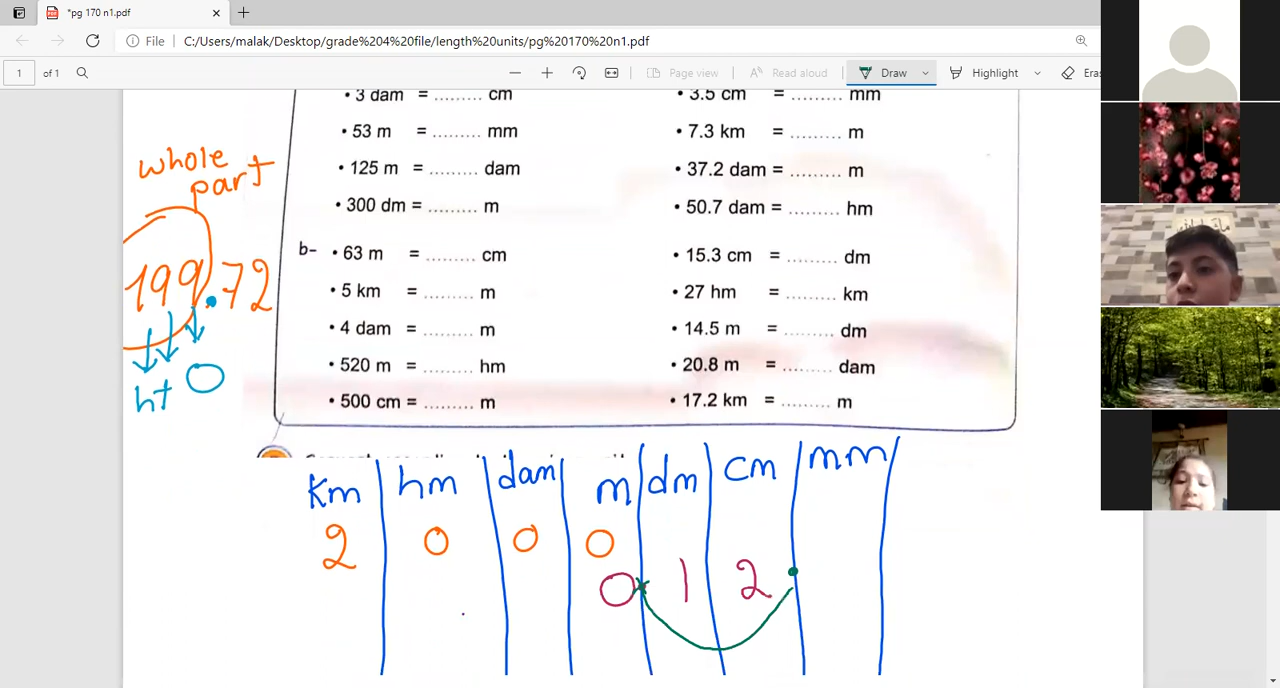 *pg 170 n1.pdf
File C:/Users/malak/Desktop/grade%204%20file/length%20units/pg%20170%20n1.pdf
1 of 1 Page view Read aloud Draw Highlight Eras
• 3 dam = ......... cm • 3.5 cm = ......... mm
• 53 m = ......... mm • 7.3 km = ......... m
• 125 m = ......... dam • 37.2 dam = ......... m
• 300 dm = ......... m • 50.7 dam = ......... hm
b- • 63 m = ......... cm • 15.3 cm = ......... dm
• 5 km = ......... m • 27 hm = ......... km
• 4 dam = ......... m • 14.5 m = ......... dm
• 520 m = ......... hm • 20.8 m = ......... dam
• 500 cm = ......... m • 17.2 km = ......... m
whole
part
199.72
h t O
km hm dam m dm cm mm
2 0 0 0
0 1 2